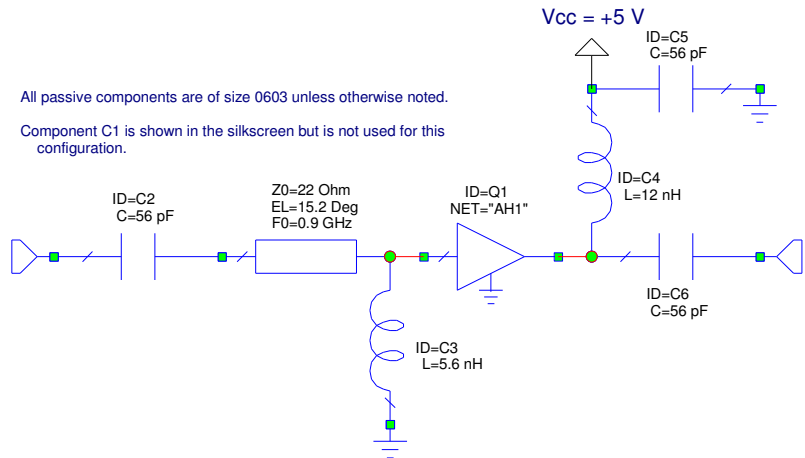 Vcc = +5 V
ID=C5
C=56 pF
All passive components are of size 0603 unless otherwise noted.
Component C1 is shown in the silkscreen but is not used for this
configuration.
ID=C2
C=56 pF
Z0=22 Ohm
EL=15.2 Deg
F0=0.9 GHz
ID=Q1
NET="AH1"
ID=C4
L=12 nH
ID=C3
L=5.6 nH
ID=C6
C=56 pF